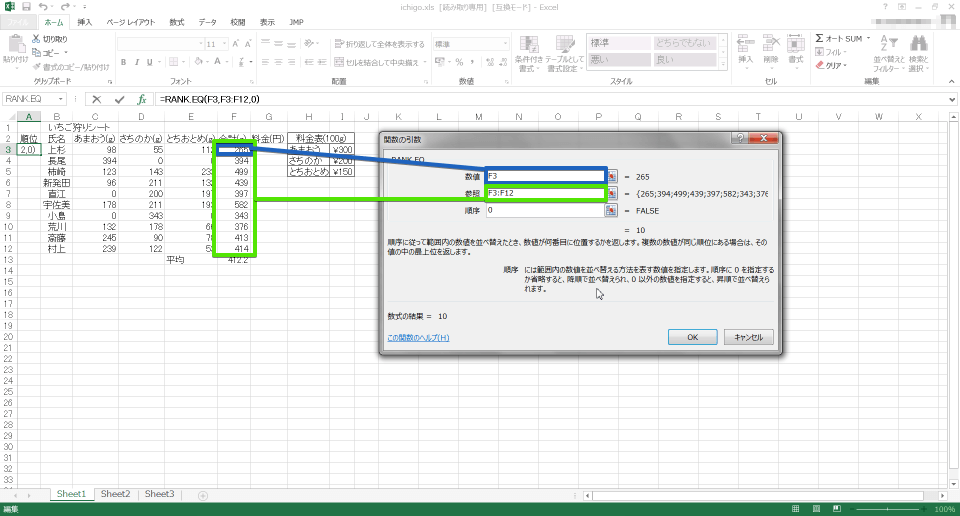 ichigo.xls [読み取り専用] [互換モード] - Excel
ファイル ホーム 挿入 ページ レイアウト 数式 データ 校閲 表示 JMP
貼り付け 切り取り コピー 書式のコピー/貼り付け クリップボード
11 A A B I U フォント
折り返して全体を表示する セルを結合して中央揃え 配置
標準 数値
条件付き書式 テーブルとして書式設定 標準 どちらでもない 悪い 良い スタイル
挿入 削除 書式 セル
Σ オート SUM フィル クリア 並べ替えとフィルター 検索と選択 編集
RANK.EQ =RANK.EQ(F3,F3:F12,0)
A B C D E F G H I J K L M N O P Q R S T U V W X
1 いちご狩りシート
2 順位 氏名 あまおう(g) さちのか(g) とちおとめ(g) 合計(g) 料金(円) 料金表(100g)
3 2,0) 上杉 98 55 112 265 あまおう ¥300
4 長尾 394 0 0 394 さちのか ¥200
5 柿崎 123 143 233 499 とちおとめ ¥150
6 新発田 96 211 132 439
7 直江 0 200 197 397
8 宇佐美 178 211 193 582
9 小島 0 343 0 343
10 荒川 132 178 66 376
11 斎藤 245 90 78 413
12 村上 239 122 53 414
13 平均 412.2
14
15
16
17
18
19
20
21
22
23
24
25
26
27
28
29
30
31
32
33
関数の引数
RANK.EQ
数値 F3 = 265
参照 F3:F12 = {265;394;499;439;397;582;343;376
順序 0 = FALSE
= 10
順序に従って範囲内の数値を並べ替えたとき、数値が何番目に位置するかを返します。複数の数値が同じ順位にある場合は、その
値の中の最上位を返します。
順序 には範囲内の数値を並べ替える方法を表す数値を指定します。順序に 0 を指定する
か省略すると、降順で並べ替えられ、0 以外の数値を指定すると、昇順で並べ替えら
れます。
数式の結果 = 10
この関数のヘルプ(H)
OK キャンセル
Sheet1 Sheet2 Sheet3
編集 100%